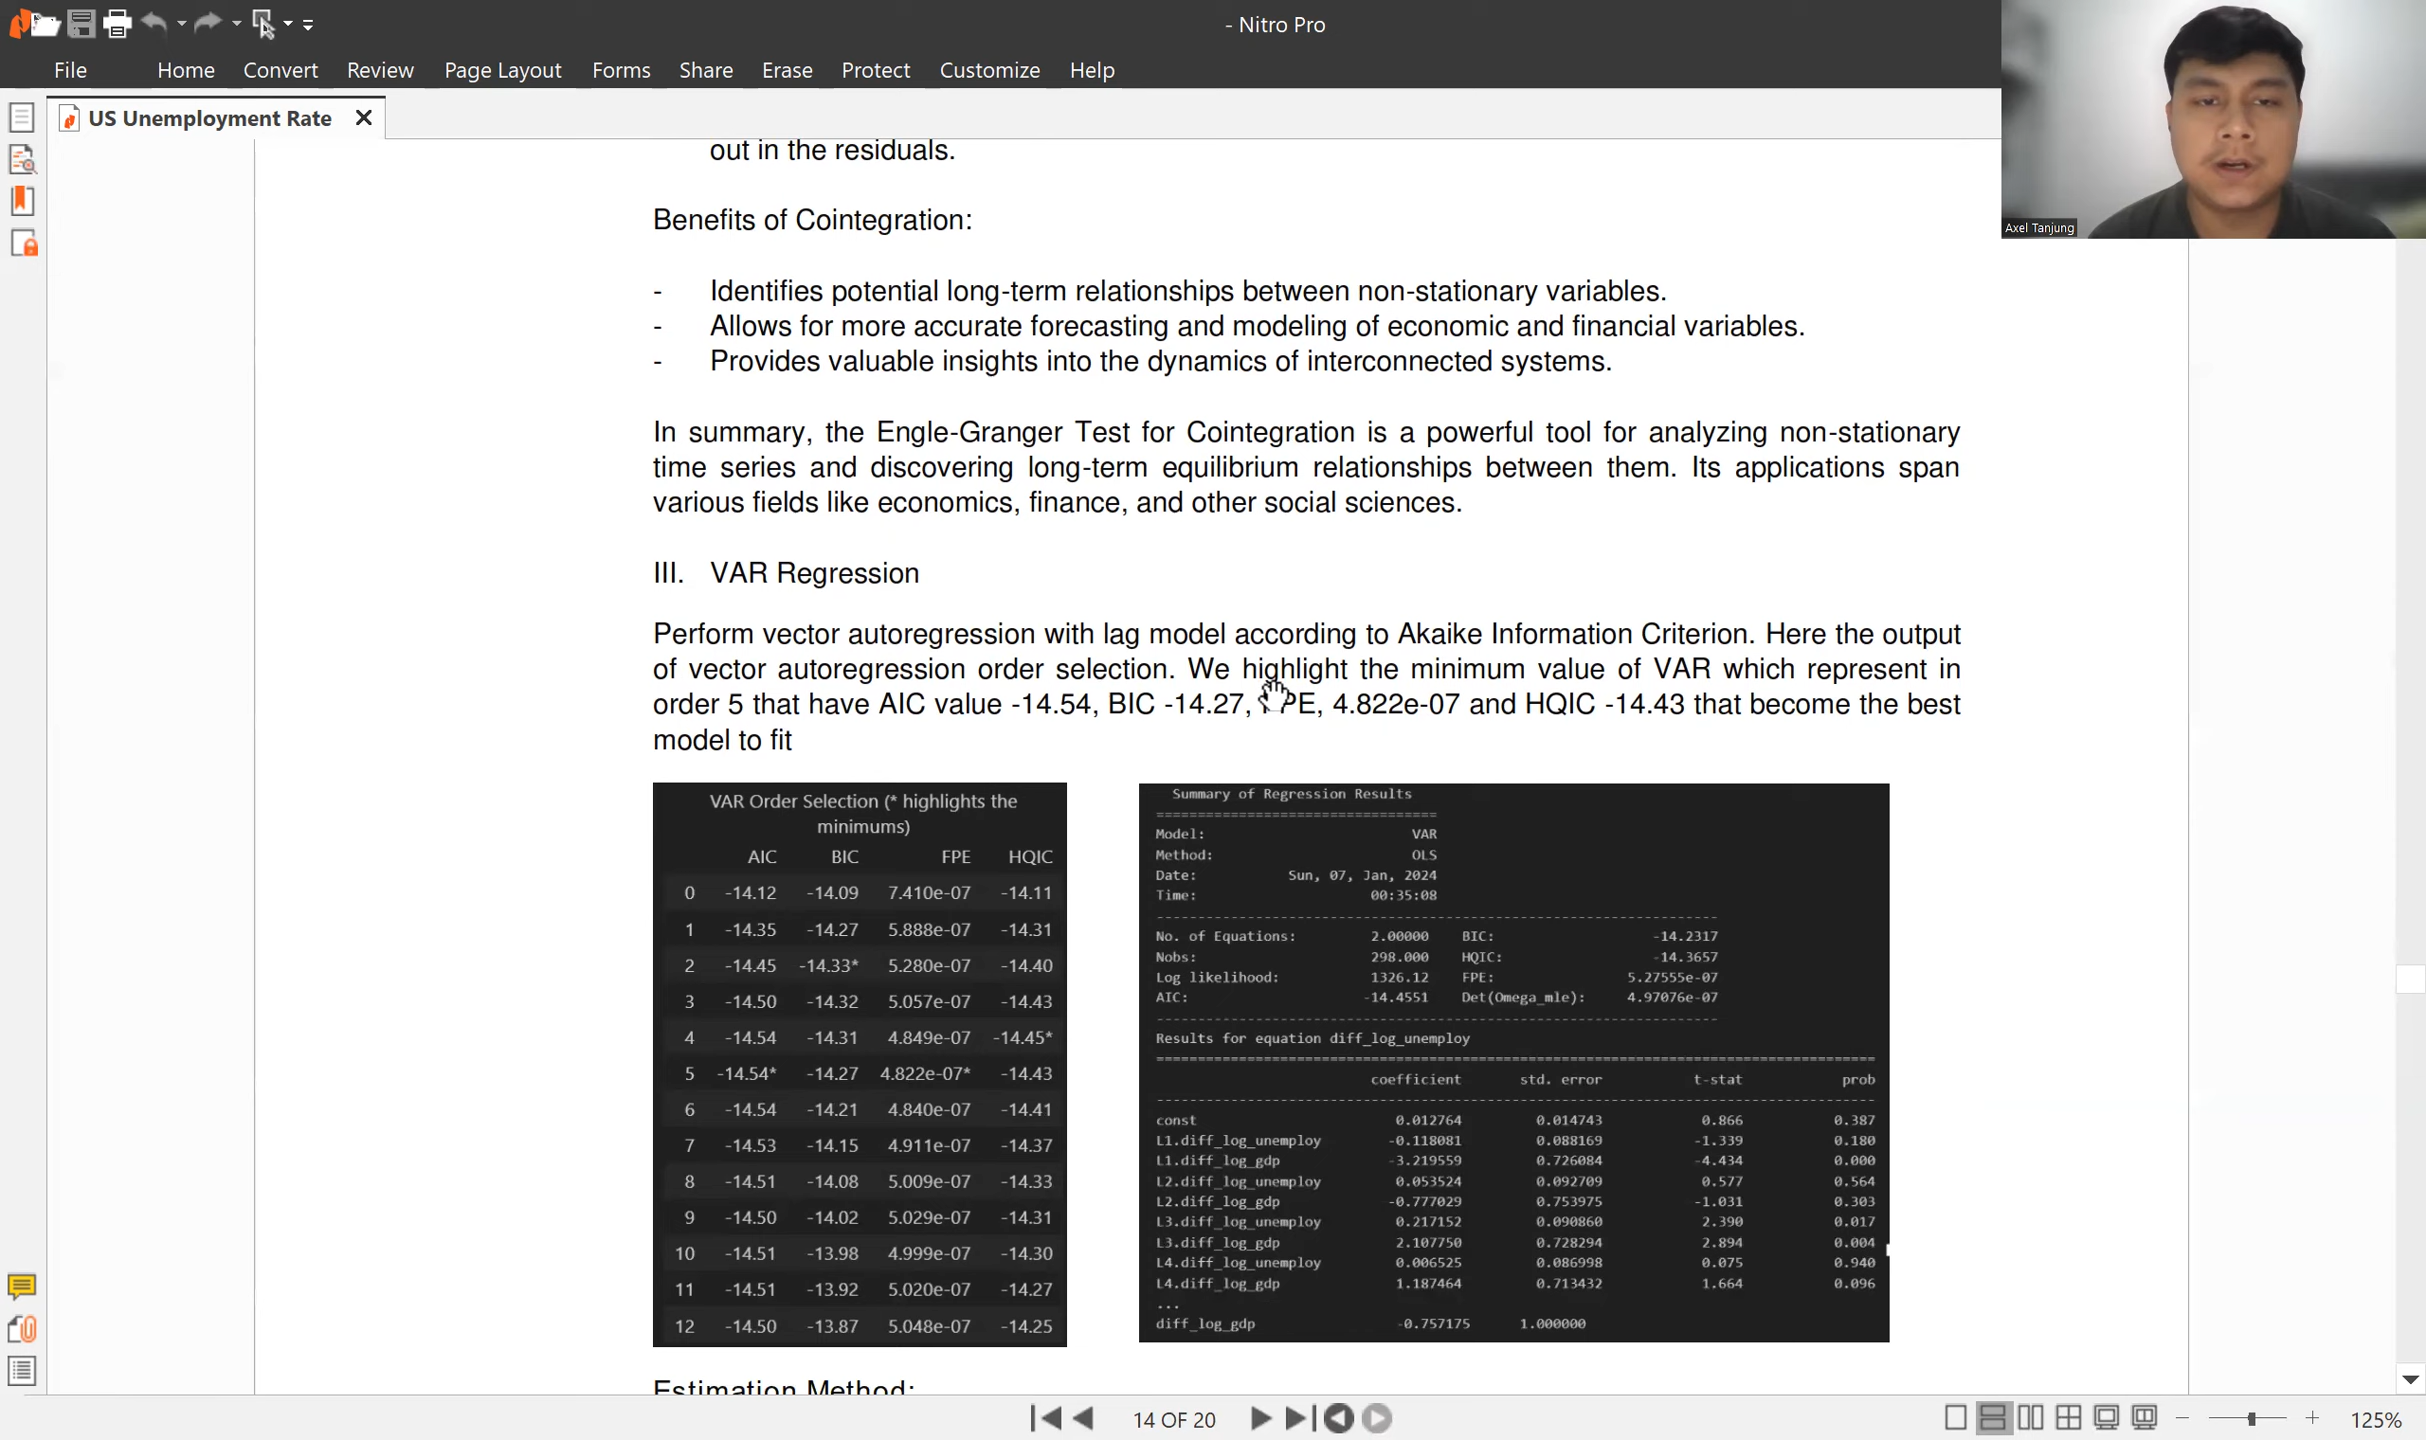 - Nitro Pro
File Home Convert Review Page Layout Forms Share Erase Protect Customize Help
US Unemployment Rate
Axel Tanjung
out in the residuals.
Benefits of Cointegration:
- Identifies potential long-term relationships between non-stationary variables.
- Allows for more accurate forecasting and modeling of economic and financial variables.
- Provides valuable insights into the dynamics of interconnected systems.
In summary, the Engle-Granger Test for Cointegration is a powerful tool for analyzing non-stationary
time series and discovering long-term equilibrium relationships between them. Its applications span
various fields like economics, finance, and other social sciences.
III. VAR Regression
Perform vector autoregression with lag model according to Akaike Information Criterion. Here the output
of vector autoregression order selection. We highlight the minimum value of VAR which represent in
order 5 that have AIC value -14.54, BIC -14.27, FPE, 4.822e-07 and HQIC -14.43 that become the best
model to fit
VAR Order Selection (* highlights the
minimums)
AIC BIC FPE HQIC
0 -14.12 -14.09 7.410e-07 -14.11
1 -14.35 -14.27 5.888e-07 -14.31
2 -14.45 -14.33* 5.280e-07 -14.40
3 -14.50 -14.32 5.057e-07 -14.43
4 -14.54 -14.31 4.849e-07 -14.45*
5 -14.54* -14.27 4.822e-07* -14.43
6 -14.54 -14.21 4.840e-07 -14.41
7 -14.53 -14.15 4.911e-07 -14.37
8 -14.51 -14.08 5.009e-07 -14.33
9 -14.50 -14.02 5.029e-07 -14.31
10 -14.51 -13.98 4.999e-07 -14.30
11 -14.51 -13.92 5.020e-07 -14.27
12 -14.50 -13.87 5.048e-07 -14.25
Summary of Regression Results
==================================
Model: VAR
Method: OLS
Date: Sun, 07, Jan, 2024
Time: 00:35:08
No. of Equations: 2.00000 BIC: -14.2317
Nobs: 298.000 HQIC: -14.3657
Log likelihood: 1326.12 FPE: 5.27555e-07
AIC: -14.4551 Det(Omega_mle): 4.97076e-07
Results for equation diff_log_unemploy
coefficient std. error t-stat prob
const 0.012764 0.014743 0.866 0.387
L1.diff_log_unemploy -0.118081 0.088169 -1.339 0.180
L1.diff_log_gdp -3.219559 0.726084 -4.434 0.000
L2.diff_log_unemploy 0.053524 0.092709 0.577 0.564
L2.diff_log_gdp -0.777029 0.753975 -1.031 0.303
L3.diff_log_unemploy 0.217152 0.090860 2.390 0.017
L3.diff_log_gdp 2.107750 0.728294 2.894 0.004
L4.diff_log_unemploy 0.006525 0.086998 0.075 0.940
L4.diff_log_gdp 1.187464 0.713432 1.664 0.096
...
diff_log_gdp -0.757175 1.000000
Estimation Method:
14 OF 20
125%